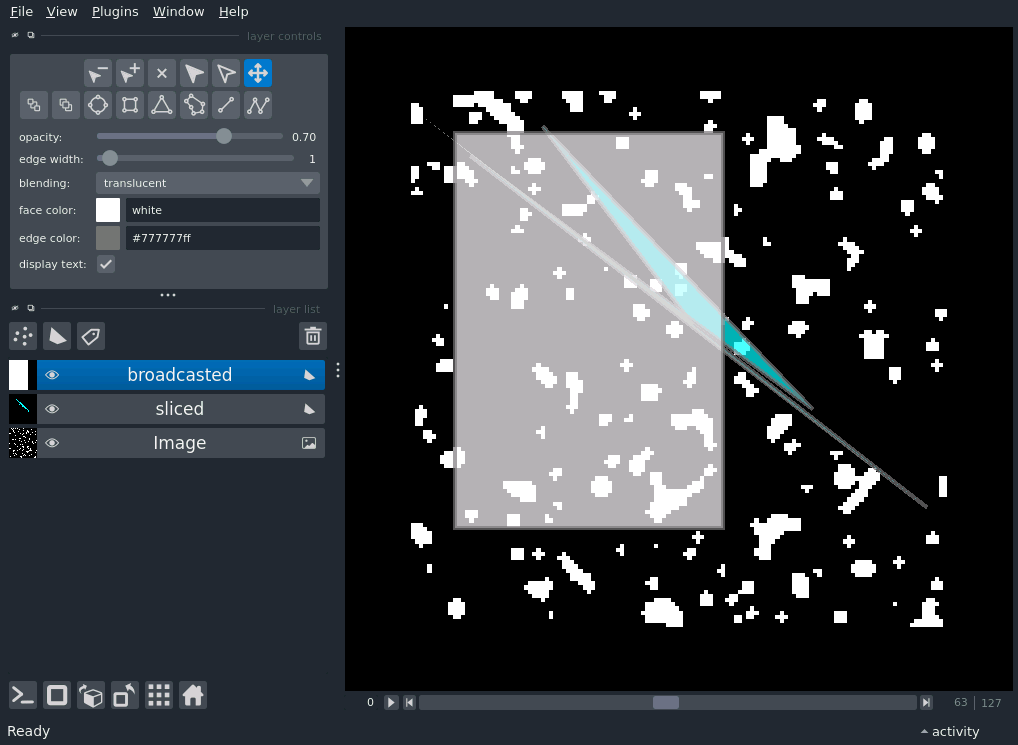 File View Plugins Window Help
layer controls
opacity: 0.70
edge width: 1
blending: translucent
face color: white
edge color: #777777ff
display text:
layer list
broadcasted
sliced
Image
0 63 127
Ready activity